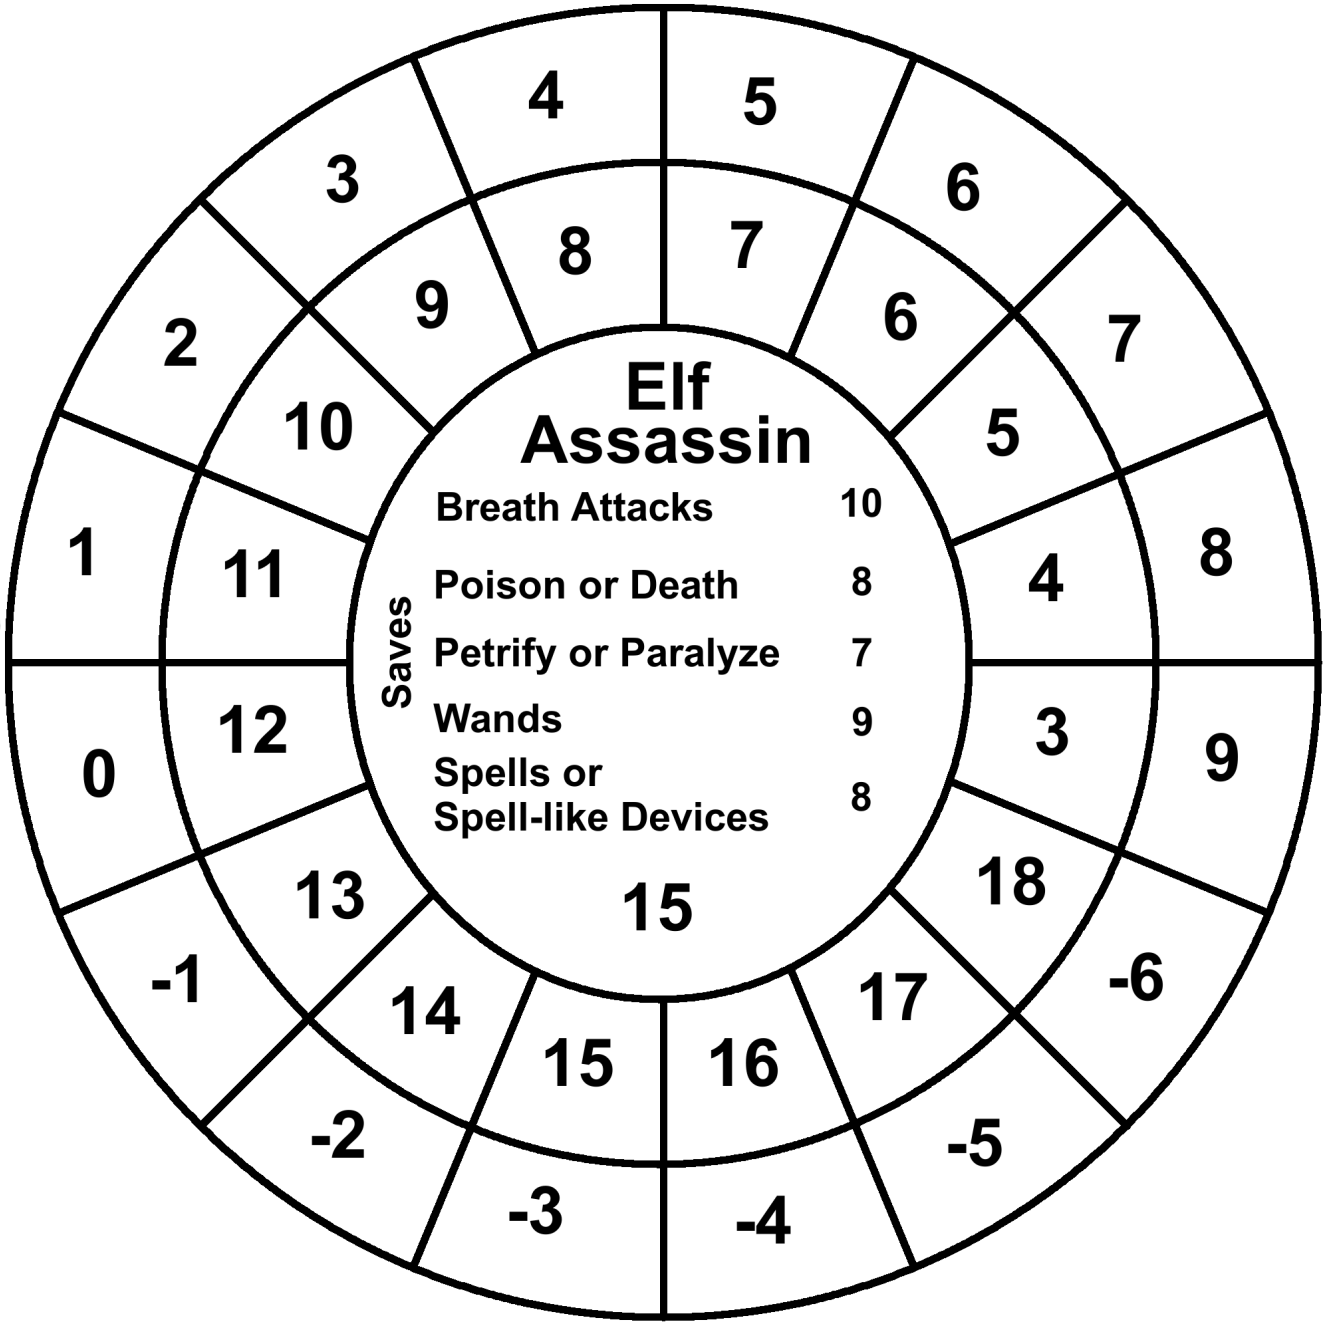 4 5
3 6
8 7
9 6
2 7
10 5
Elf
Assassin
Breath Attacks 10
1 11 4 8
Saves
Poison or Death 8
Petrify or Paralyze 7
Wands 9
0 12 3 9
Spells or
Spell-like Devices 8
13 18
15
-1 -6
14 17
15 16
-2 -5
-3 -4